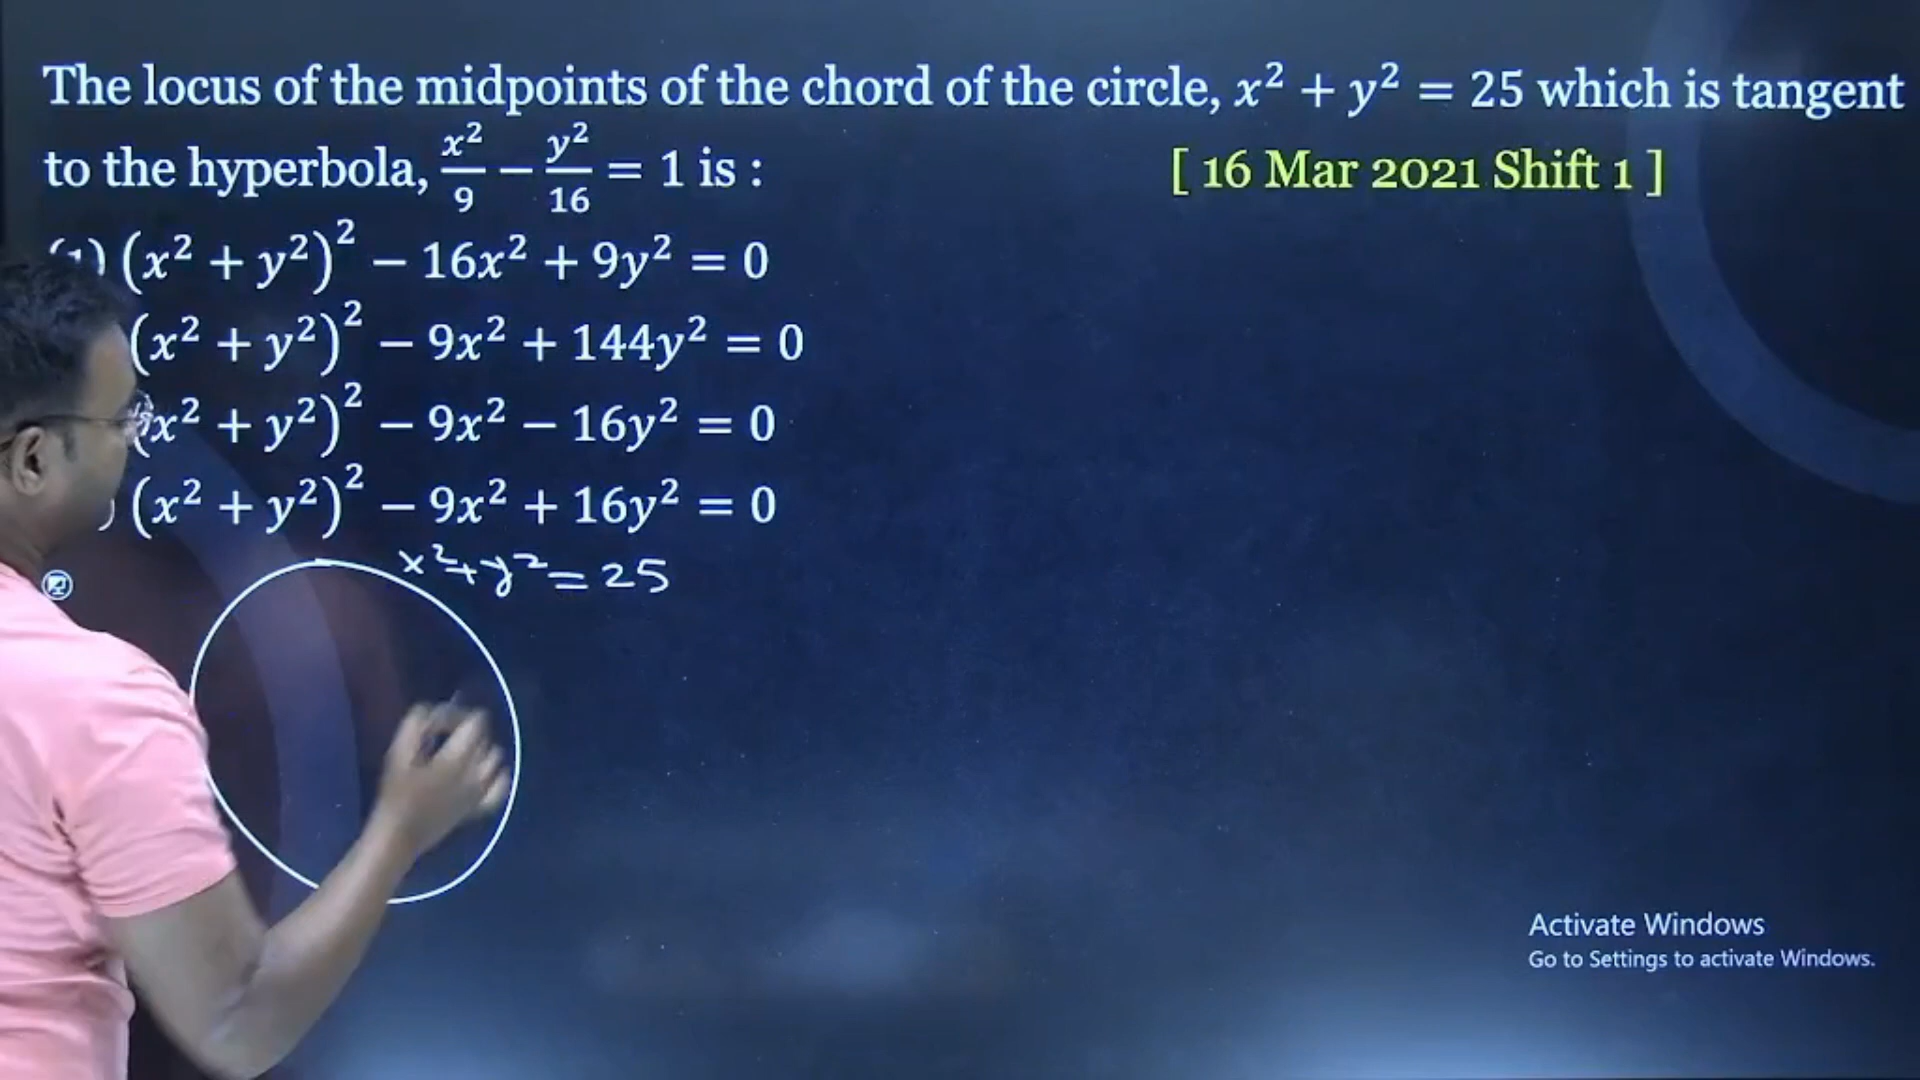 The locus of the midpoints of the chord of the circle, x² + y² = 25 which is tangent
to the hyperbola, x²/9 − y²/16 = 1 is :
[ 16 Mar 2021 Shift 1 ]
(1) (x² + y²)² − 16x² + 9y² = 0
(x² + y²)² − 9x² + 144y² = 0
(x² + y²)² − 9x² − 16y² = 0
) (x² + y²)² − 9x² + 16y² = 0
x²+y²=25
Activate Windows
Go to Settings to activate Windows.